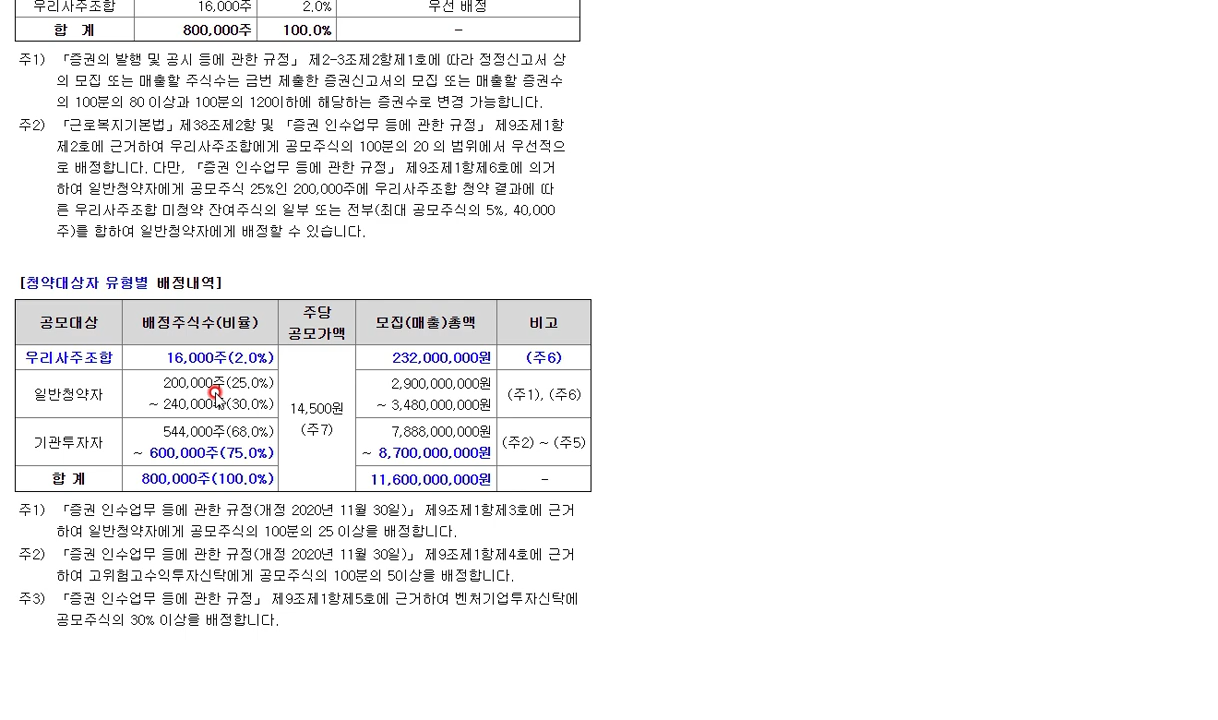 우리사주조합 16,000주 2.0% 우선 배정
합 계 800,000주 100.0% -
주1) 「증권의 발행 및 공시 등에 관한 규정」 제2-3조제2항제1호에 따라 정정신고서 상
의 모집 또는 매출할 주식수는 금번 제출한 증권신고서의 모집 또는 매출할 증권수
의 100분의 80 이상과 100분의 120이하에 해당하는 증권수로 변경 가능합니다.
주2) 「근로복지기본법」제38조제2항 및 「증권 인수업무 등에 관한 규정」 제9조제1항
제2호에 근거하여 우리사주조합에게 공모주식의 100분의 20 의 범위에서 우선적으
로 배정합니다. 다만, 「증권 인수업무 등에 관한 규정」 제9조제1항제6호에 의거
하여 일반청약자에게 공모주식 25%인 200,000주에 우리사주조합 청약 결과에 따
른 우리사주조합 미청약 잔여주식의 일부 또는 전부(최대 공모주식의 5%, 40,000
주)를 합하여 일반청약자에게 배정할 수 있습니다.
[청약대상자 유형별 배정내역]
공모대상 배정주식수(비율) 주당 공모가액 모집(매출)총액 비고
우리사주조합 16,000주(2.0%) 232,000,000원 (주6)
일반청약자 200,000주(25.0%) 2,900,000,000원 (주1), (주6)
~ 240,000주(30.0%) 14,500원 ~ 3,480,000,000원
기관투자자 544,000주(68.0%) (주7) 7,888,000,000원 (주2) ~ (주5)
~ 600,000주(75.0%) ~ 8,700,000,000원
합 계 800,000주(100.0%) 11,600,000,000원 -
주1) 「증권 인수업무 등에 관한 규정(개정 2020년 11월 30일)」 제9조제1항제3호에 근거
하여 일반청약자에게 공모주식의 100분의 25 이상을 배정합니다.
주2) 「증권 인수업무 등에 관한 규정(개정 2020년 11월 30일)」 제9조제1항제4호에 근거
하여 고위험고수익투자신탁에게 공모주식의 100분의 5이상을 배정합니다.
주3) 「증권 인수업무 등에 관한 규정」 제9조제1항제5호에 근거하여 벤처기업투자신탁에
공모주식의 30% 이상을 배정합니다.